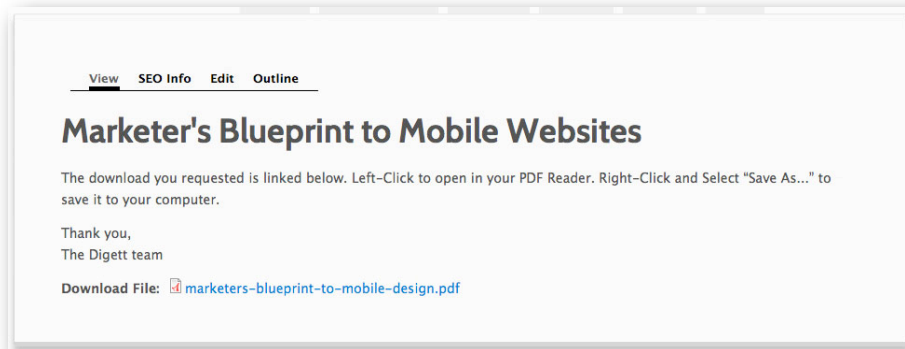 View SEO Info Edit Outline
Marketer's Blueprint to Mobile Websites
The download you requested is linked below. Left-Click to open in your PDF Reader. Right-Click and Select “Save As...” to
save it to your computer.
Thank you,
The Digett team
Download File: marketers-blueprint-to-mobile-design.pdf